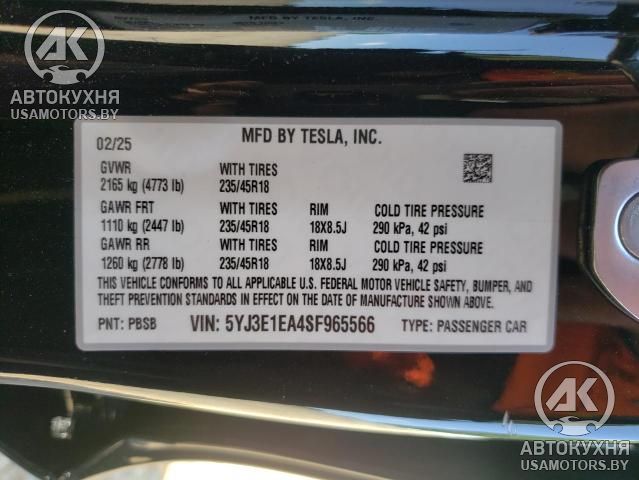 АК
АВТОКУХНЯ
USAMOTORS.BY
MFD BY TESLA, INC.
02/25
GVWR WITH TIRES
2165 kg (4773 lb) 235/45R18
GAWR FRT WITH TIRES RIM COLD TIRE PRESSURE
1110 kg (2447 lb) 235/45R18 18X8.5J 290 kPa, 42 psi
GAWR RR WITH TIRES RIM COLD TIRE PRESSURE
1260 kg (2778 lb) 235/45R18 18X8.5J 290 kPa, 42 psi
THIS VEHICLE CONFORMS TO ALL APPLICABLE U.S. FEDERAL MOTOR VEHICLE SAFETY, BUMPER, AND
THEFT PREVENTION STANDARDS IN EFFECT ON THE DATE OF MANUFACTURE SHOWN ABOVE.
PNT: PBSB VIN: 5YJ3E1EA4SF965566 TYPE: PASSENGER CAR
АК
АВТОКУХНЯ
USAMOTORS.BY